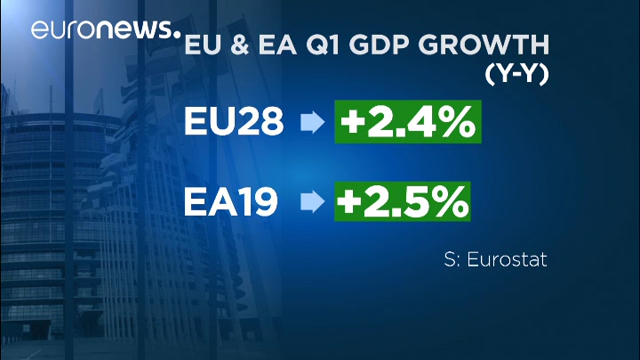 euronews.
EU & EA Q1 GDP GROWTH
(Y-Y)
EU28 +2.4%
EA19 +2.5%
S: Eurostat